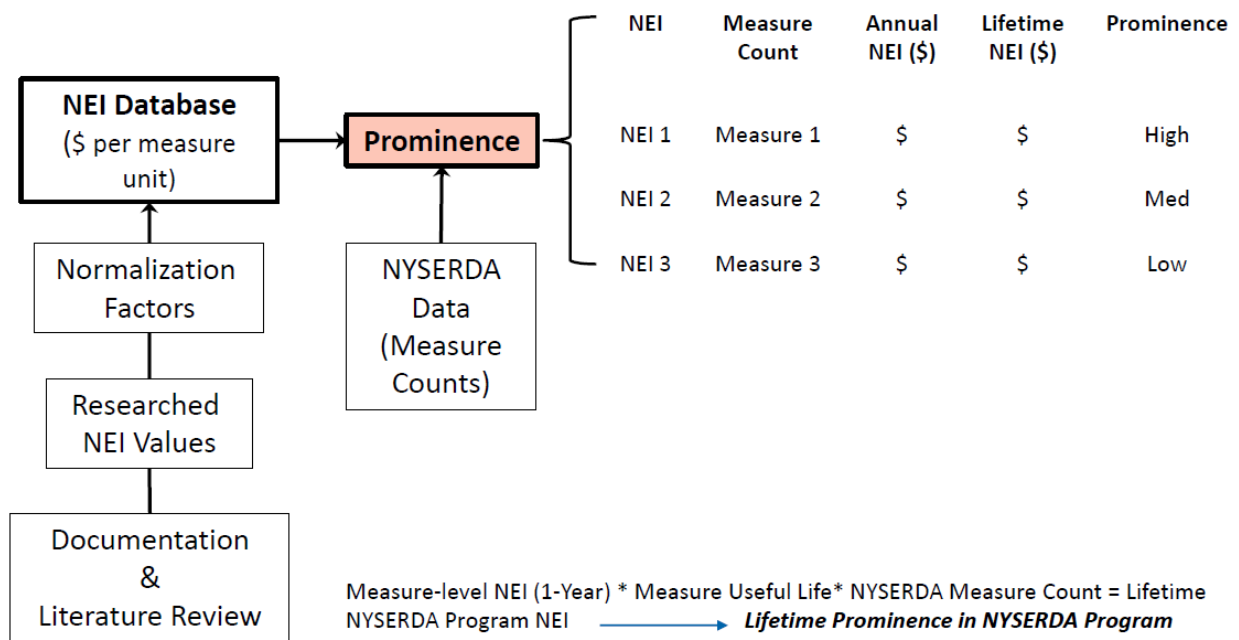 NEI Database
($ per measure
unit)
Normalization
Factors
Researched
NEI Values
Documentation
&
Literature Review
Prominence
NYSERDA
Data
(Measure
Counts)
NEI Measure Count Annual NEI ($) Lifetime NEI ($) Prominence
NEI 1 Measure 1 $ $ High
NEI 2 Measure 2 $ $ Med
NEI 3 Measure 3 $ $ Low
Measure-level NEI (1-Year) * Measure Useful Life* NYSERDA Measure Count = Lifetime
NYSERDA Program NEI Lifetime Prominence in NYSERDA Program